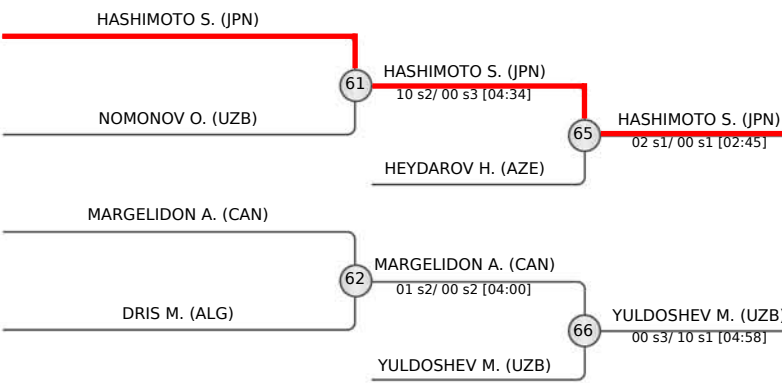 HASHIMOTO S. (JPN)
61
HASHIMOTO S. (JPN)
10 s2/ 00 s3 [04:34]
NOMONOV O. (UZB)
65
HASHIMOTO S. (JPN)
02 s1/ 00 s1 [02:45]
HEYDAROV H. (AZE)
MARGELIDON A. (CAN)
62
MARGELIDON A. (CAN)
01 s2/ 00 s2 [04:00]
DRIS M. (ALG)
66
YULDOSHEV M. (UZB)
00 s3/ 10 s1 [04:58]
YULDOSHEV M. (UZB)